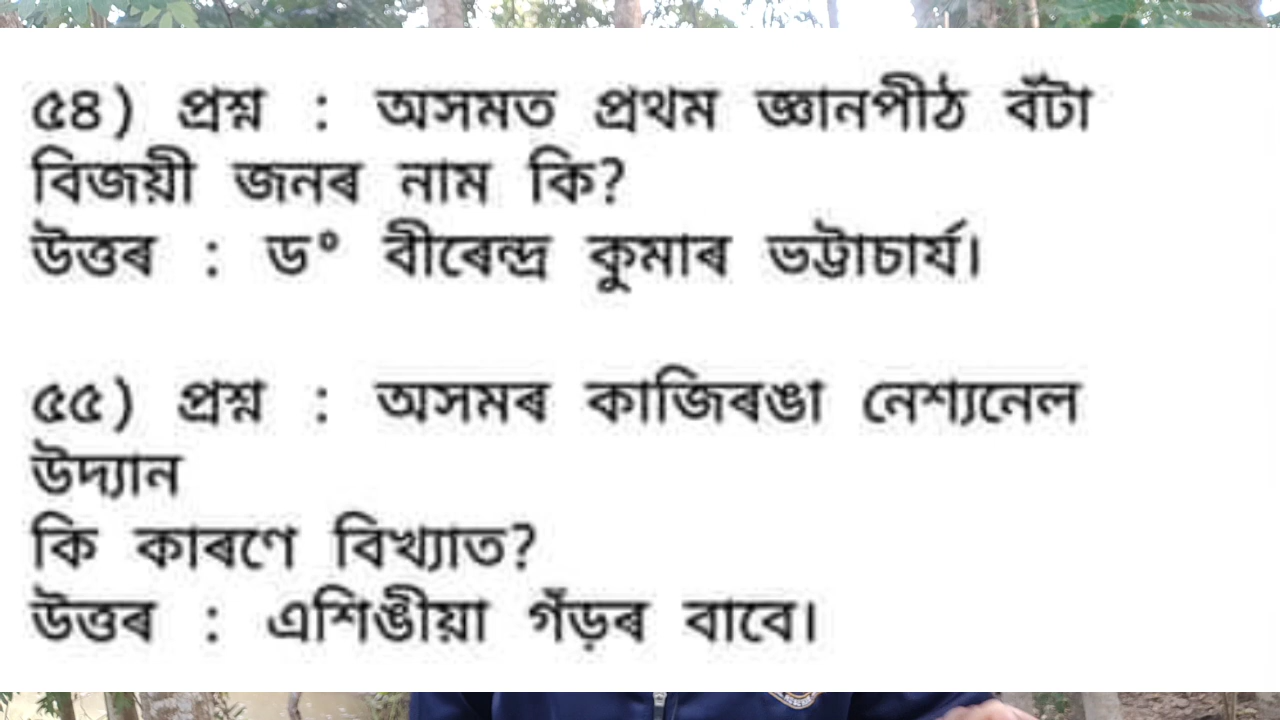 ৫৪) প্ৰশ্ন : অসমত প্ৰথম জ্ঞানপীঠ বঁটা
বিজয়ী জনৰ নাম কি?
উত্তৰ : ড° বীৰেন্দ্ৰ কুমাৰ ভট্টাচাৰ্য।
৫৫) প্ৰশ্ন : অসমৰ কাজিৰঙা নেশ্যনেল
উদ্যান
কি কাৰণে বিখ্যাত?
উত্তৰ : এশিঙীয়া গঁড়ৰ বাবে।